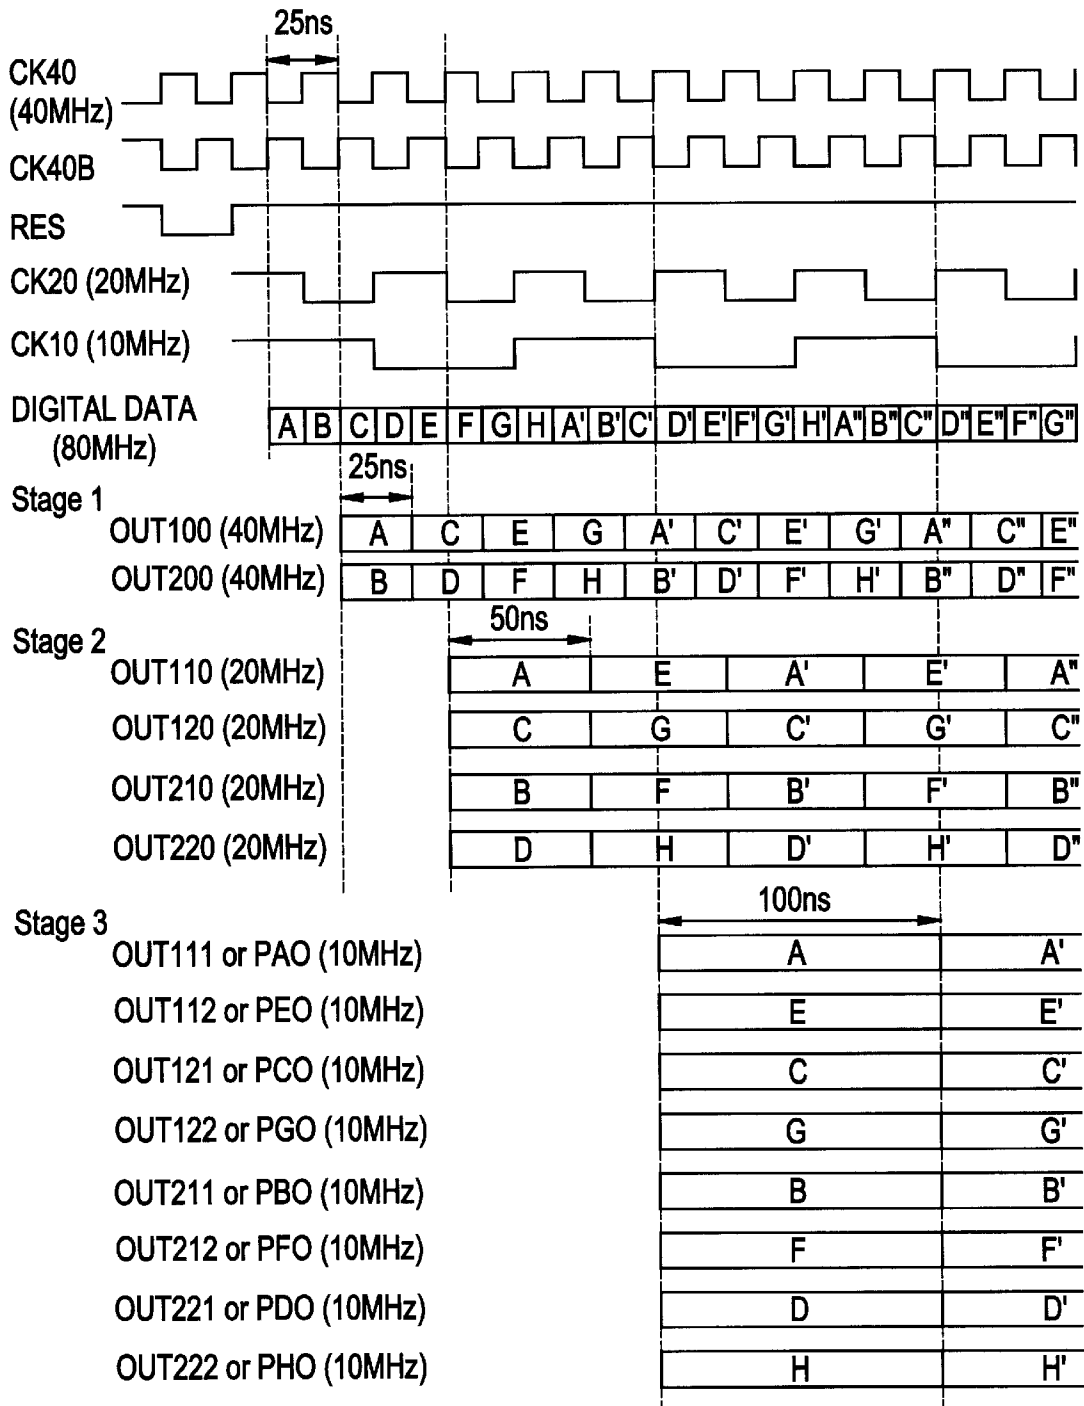 25ns
CK40
(40MHz)
CK40B
RES
CK20 (20MHz)
CK10 (10MHz)
DIGITAL DATA
(80MHz)
A B C D E F G H A' B' C' D' E' F' G' H' A" B" C" D" E" F" G"
25ns
Stage 1
OUT100 (40MHz) A C E G A' C' E' G' A" C" E"
OUT200 (40MHz) B D F H B' D' F' H' B" D" F"
50ns
Stage 2
OUT110 (20MHz) A E A' E' A"
OUT120 (20MHz) C G C' G' C"
OUT210 (20MHz) B F B' F' B"
OUT220 (20MHz) D H D' H' D"
100ns
Stage 3
OUT111 or PAO (10MHz) A A'
OUT112 or PEO (10MHz) E E'
OUT121 or PCO (10MHz) C C'
OUT122 or PGO (10MHz) G G'
OUT211 or PBO (10MHz) B B'
OUT212 or PFO (10MHz) F F'
OUT221 or PDO (10MHz) D D'
OUT222 or PHO (10MHz) H H'